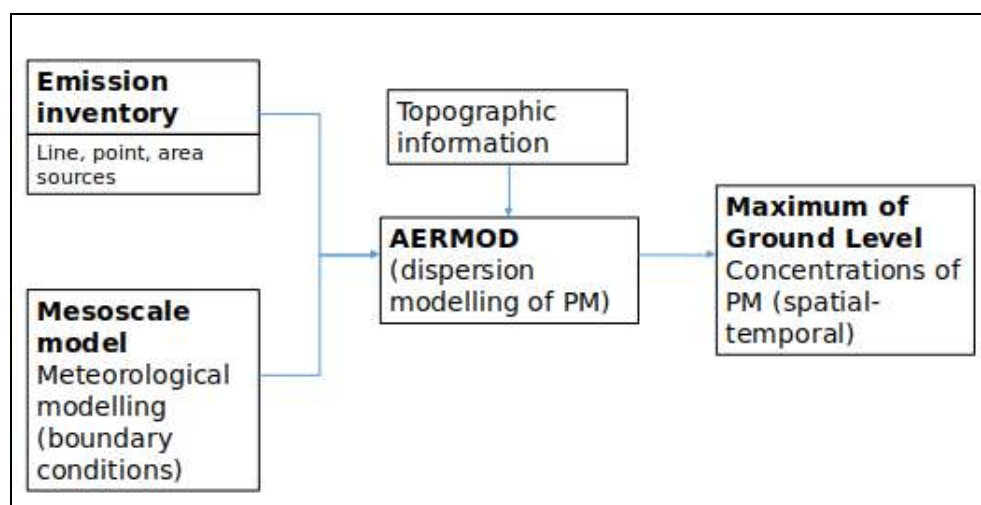 Emission
inventory
Line, point, area
sources
Topographic
information
AERMOD
(dispersion
modelling of PM)
Maximum of
Ground Level
Concentrations of
PM (spatial-
temporal)
Mesoscale
model
Meteorological
modelling
(boundary
conditions)